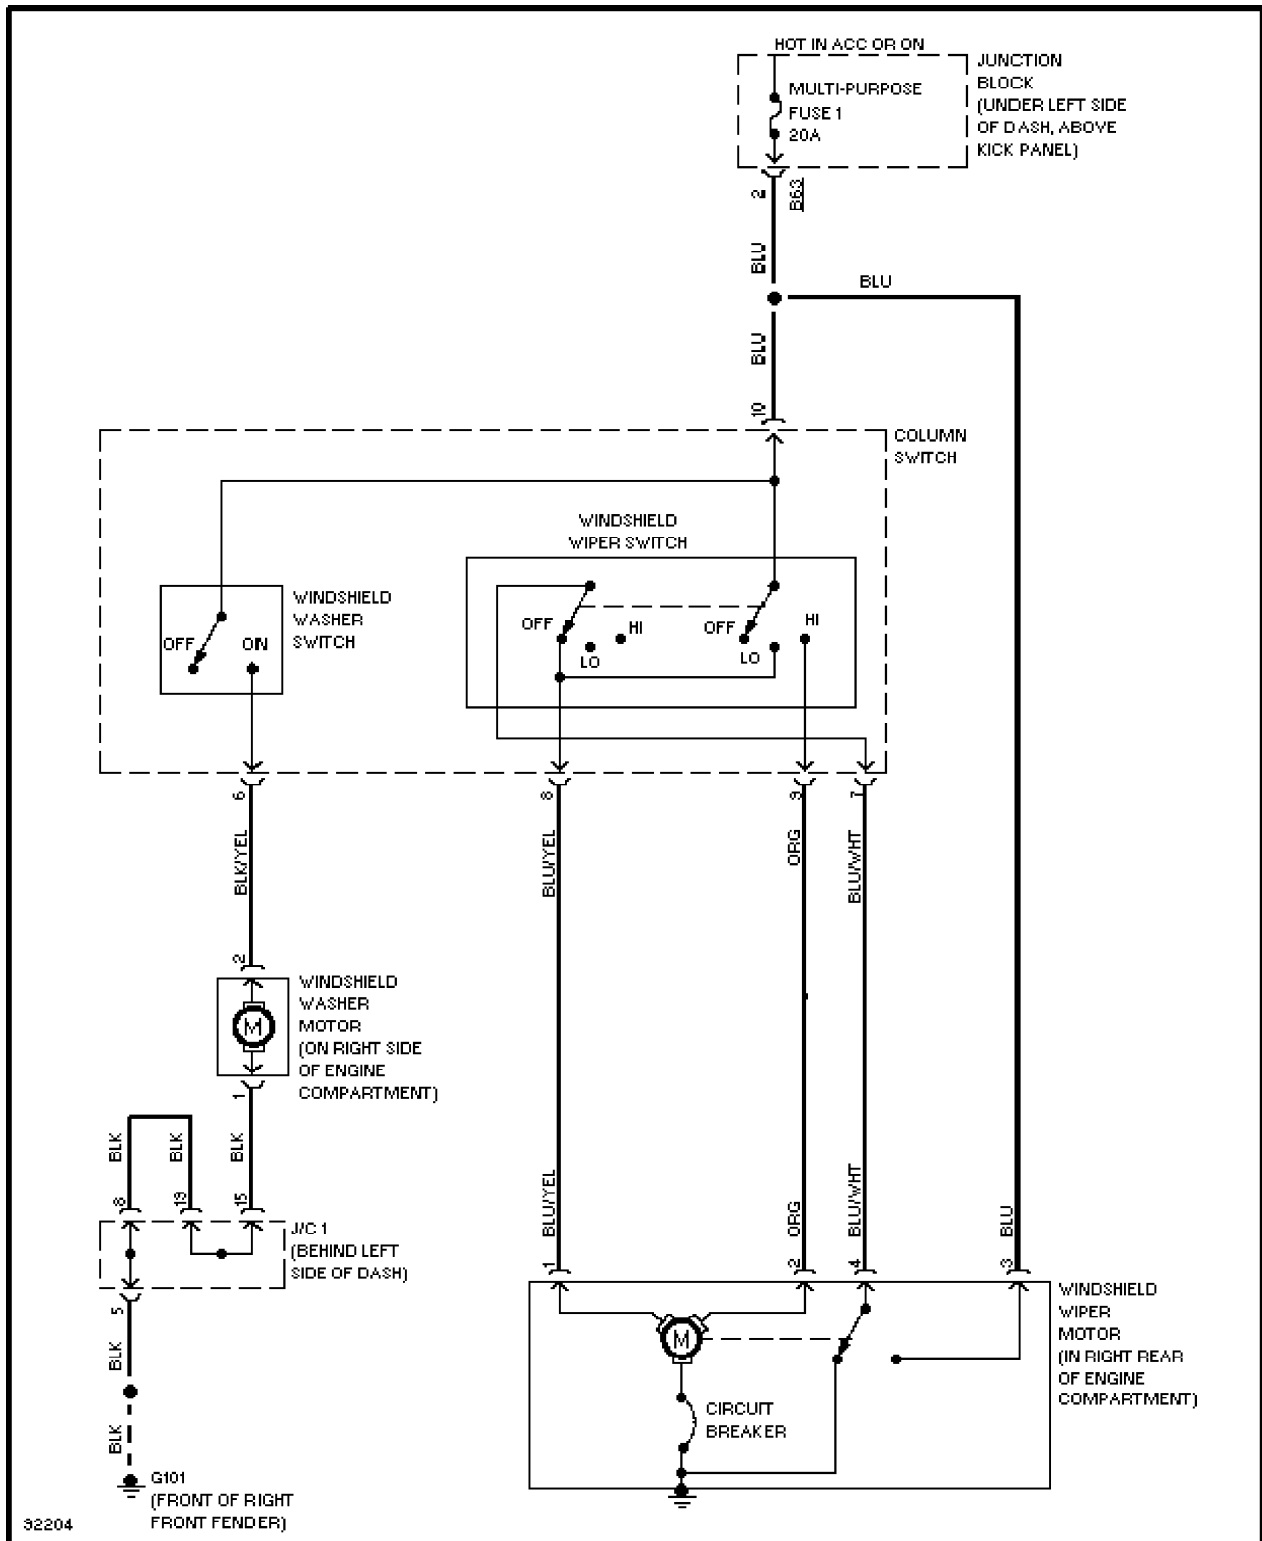 HOT IN ACC OR ON
MULTI-PURPOSE
FUSE 1
20A
JUNCTION
BLOCK
(UNDER LEFT SIDE
OF DASH, ABOVE
KICK PANEL)
2
B63
BLU
BLU
BLU
10
COLUMN
SWITCH
WINDSHIELD
WIPER SWITCH
WINDSHIELD
WASHER
SWITCH
OFF
ON
OFF
HI
LO
OFF
HI
LO
6
8
9
7
BLK/YEL
BLU/YEL
ORG
BLU/WHT
2
WINDSHIELD
WASHER
MOTOR
(ON RIGHT SIDE
OF ENGINE
COMPARTMENT)
M
1
BLK
BLK
BLK
BLU/YEL
ORG
BLU/WHT
BLU
8
13
15
J/C 1
(BEHIND LEFT
SIDE OF DASH)
1
2
4
3
WINDSHIELD
WIPER
MOTOR
(IN RIGHT REAR
OF ENGINE
COMPARTMENT)
M
CIRCUIT
BREAKER
5
BLK
BLK
G101
(FRONT OF RIGHT
FRONT FENDER)
92204